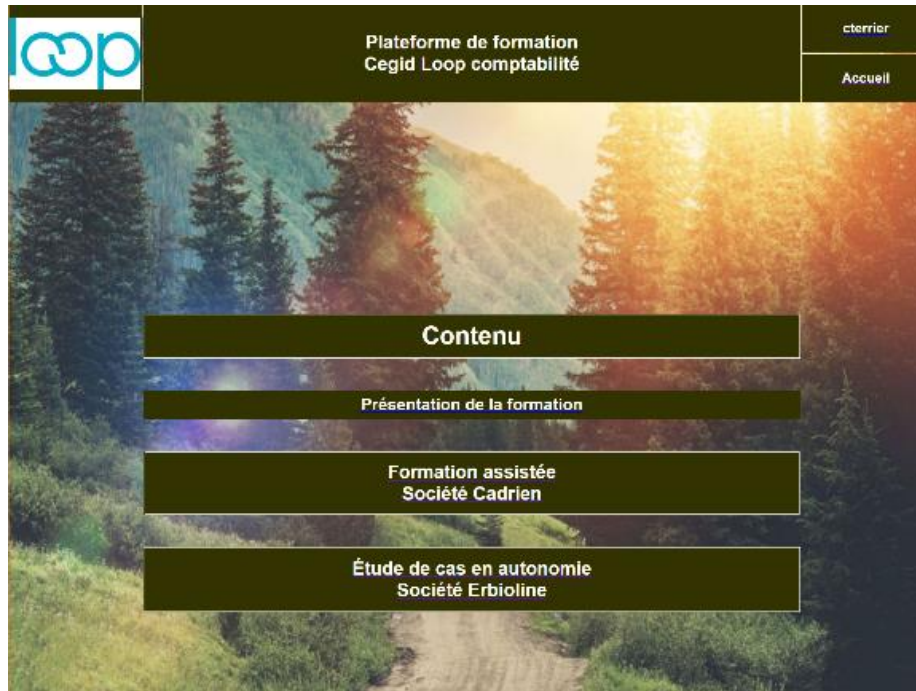 loop
Plateforme de formation
Cegid Loop comptabilité
cterrier
Accueil
Contenu
Présentation de la formation
Formation assistée
Société Cadrien
Étude de cas en autonomie
Société Erbioline